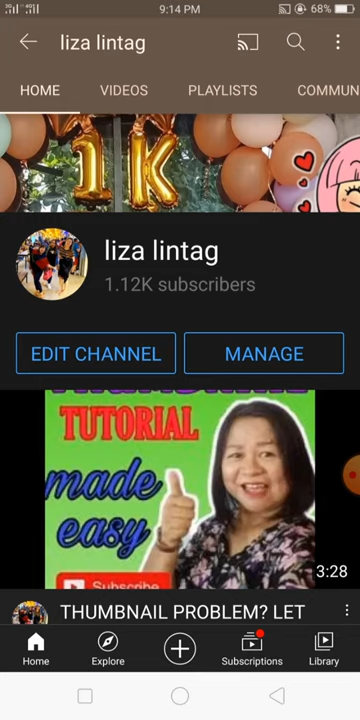 9:14 PM
68%
liza lintag
HOME
VIDEOS
PLAYLISTS
COMMUN
1K
liza lintag
1.12K subscribers
EDIT CHANNEL
MANAGE
TUTORIAL
made
easy
Subscribe
3:28
THUMBNAIL PROBLEM? LET
Home
Explore
Subscriptions
Library